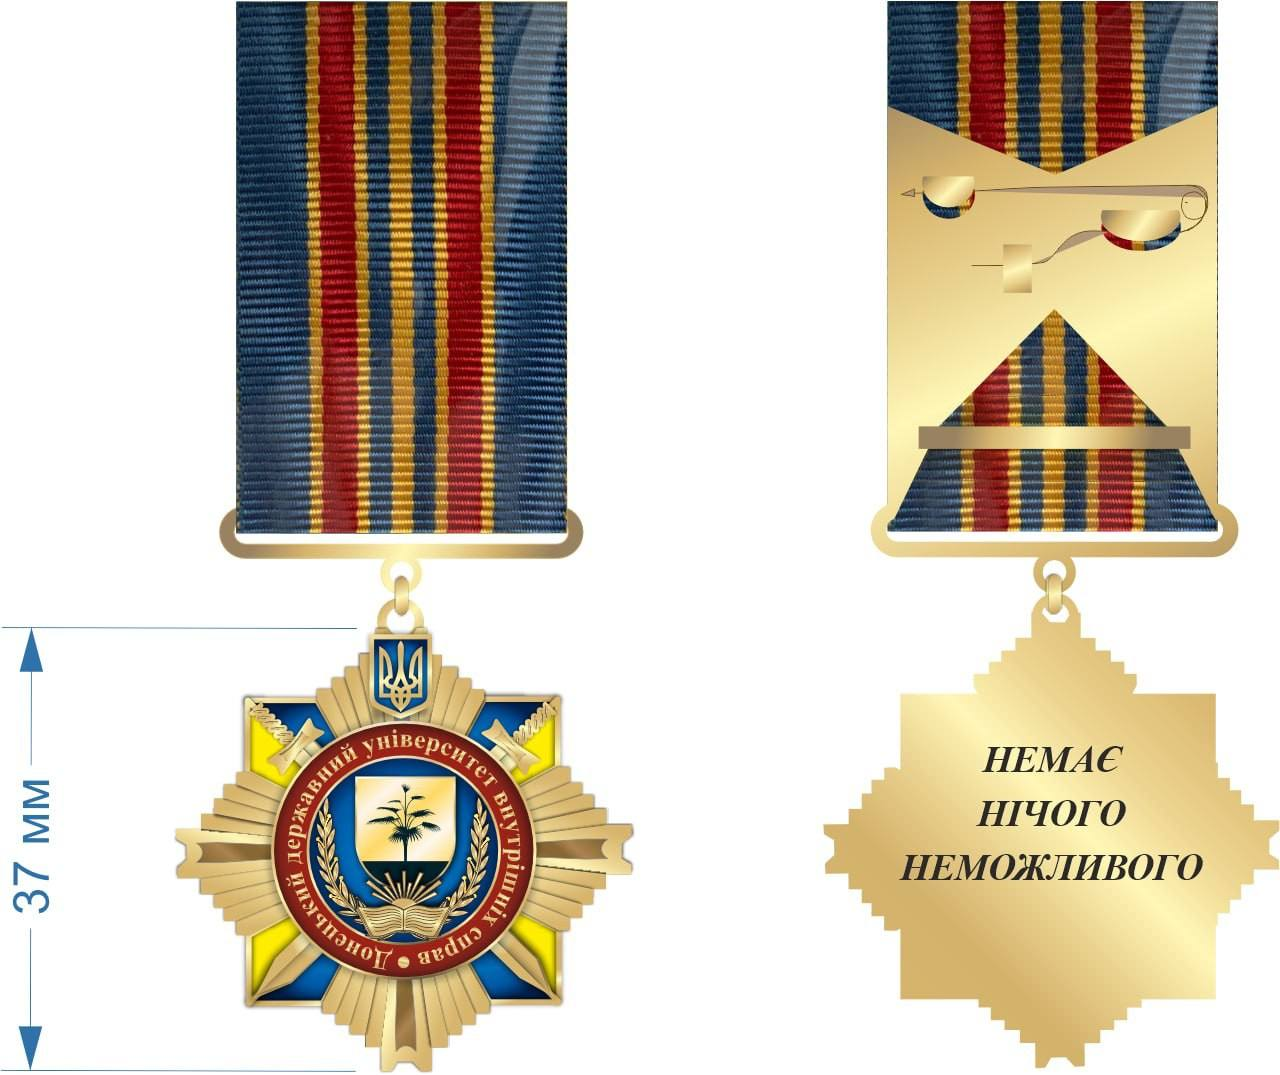 Донецький державний університет внутрішніх справ •
37 мм
НЕМАЄ
НІЧОГО
НЕМОЖЛИВОГО